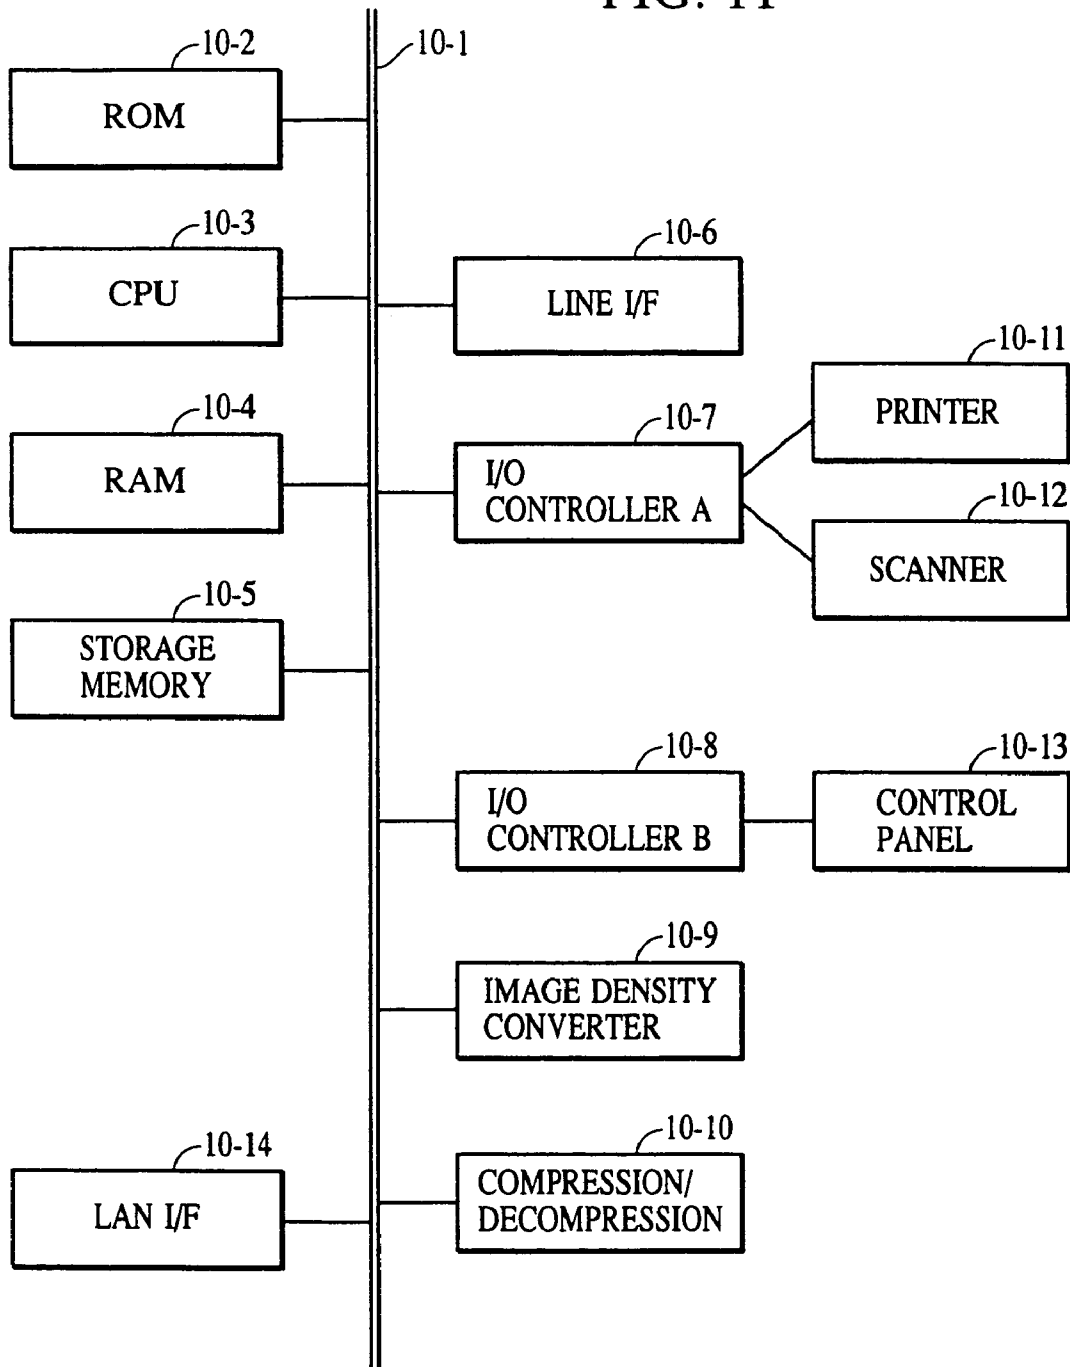 10-2
10-1
ROM
10-3
10-6
CPU
LINE I/F
10-11
PRINTER
10-4
10-7
RAM
I/O
CONTROLLER A
10-12
SCANNER
10-5
STORAGE
MEMORY
10-8
10-13
I/O
CONTROLLER B
CONTROL
PANEL
10-9
IMAGE DENSITY
CONVERTER
10-14
10-10
LAN I/F
COMPRESSION/
DECOMPRESSION